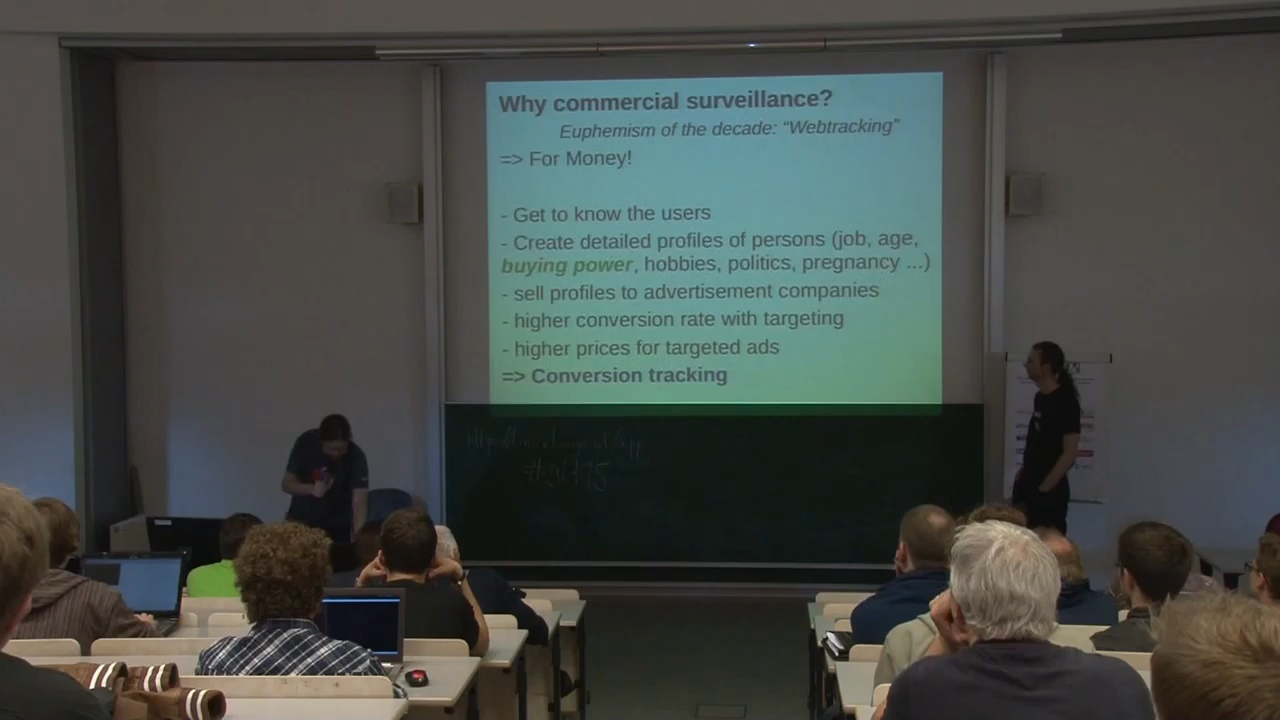 Why commercial surveillance?
Euphemism of the decade: “Webtracking”
=> For Money!
- Get to know the users
- Create detailed profiles of persons (job, age,
buying power, hobbies, politics, pregnancy ...)
- sell profiles to advertisement companies
- higher conversion rate with targeting
- higher prices for targeted ads
=> Conversion tracking